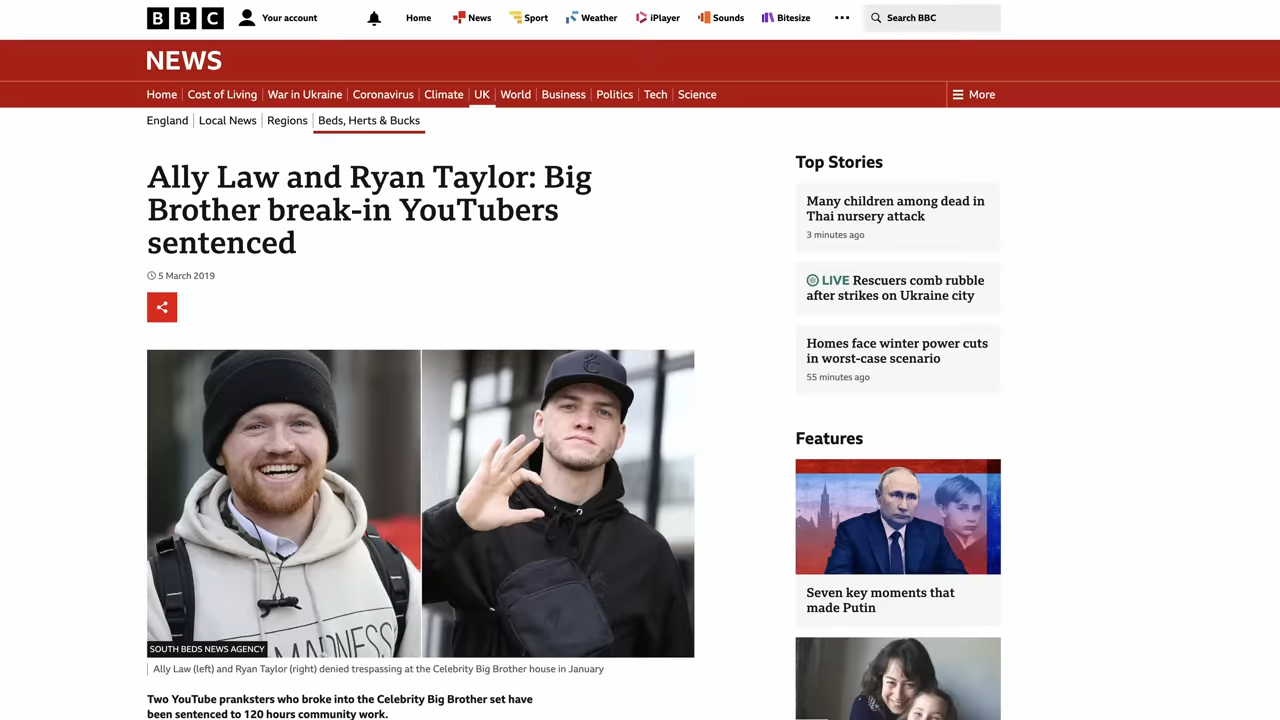 BBC
Your account
Home
News
Sport
Weather
iPlayer
Sounds
Bitesize
Search BBC
NEWS
Home
Cost of Living
War in Ukraine
Coronavirus
Climate
UK
World
Business
Politics
Tech
Science
More
England
Local News
Regions
Beds, Herts & Bucks
Ally Law and Ryan Taylor: Big
Brother break-in YouTubers
sentenced
5 March 2019
MADNESS
SOUTH BEDS NEWS AGENCY
Ally Law (left) and Ryan Taylor (right) denied trespassing at the Celebrity Big Brother house in January
Two YouTube pranksters who broke into the Celebrity Big Brother set have
been sentenced to 120 hours community work.
Top Stories
Many children among dead in
Thai nursery attack
3 minutes ago
LIVE Rescuers comb rubble
after strikes on Ukraine city
Homes face winter power cuts
in worst-case scenario
55 minutes ago
Features
Seven key moments that
made Putin